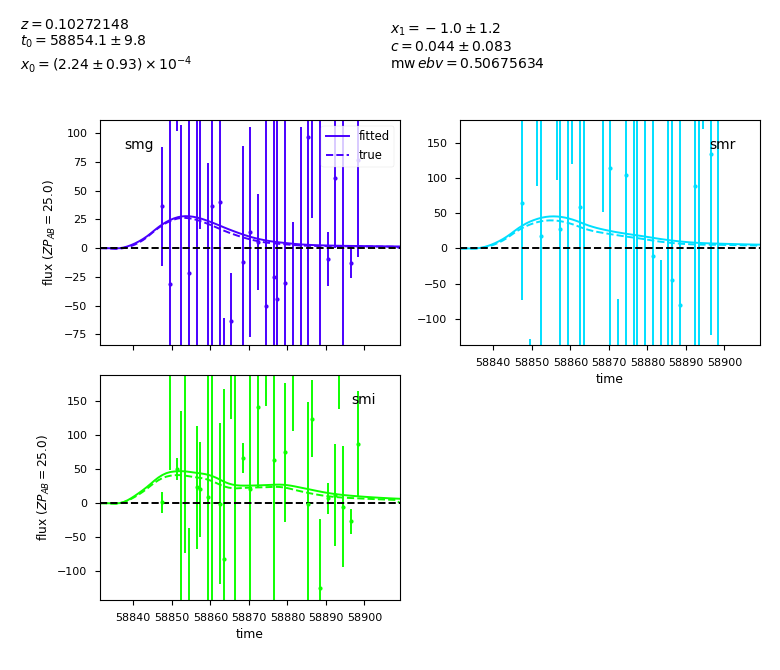 z = 0.10272148
t₀ = 58854.1 ± 9.8
x₀ = (2.24 ± 0.93) × 10⁻⁴
x₁ = −1.0 ± 1.2
c = 0.044 ± 0.083
mw ebv = 0.50675634
smg
fitted
true
100
75
50
25
0
−25
−50
−75
flux (ZP_AB = 25.0)
smr
150
100
50
0
−50
−100
58840 58850 58860 58870 58880 58890 58900
time
smi
150
100
50
0
−50
−100
flux (ZP_AB = 25.0)
58840 58850 58860 58870 58880 58890 58900
time